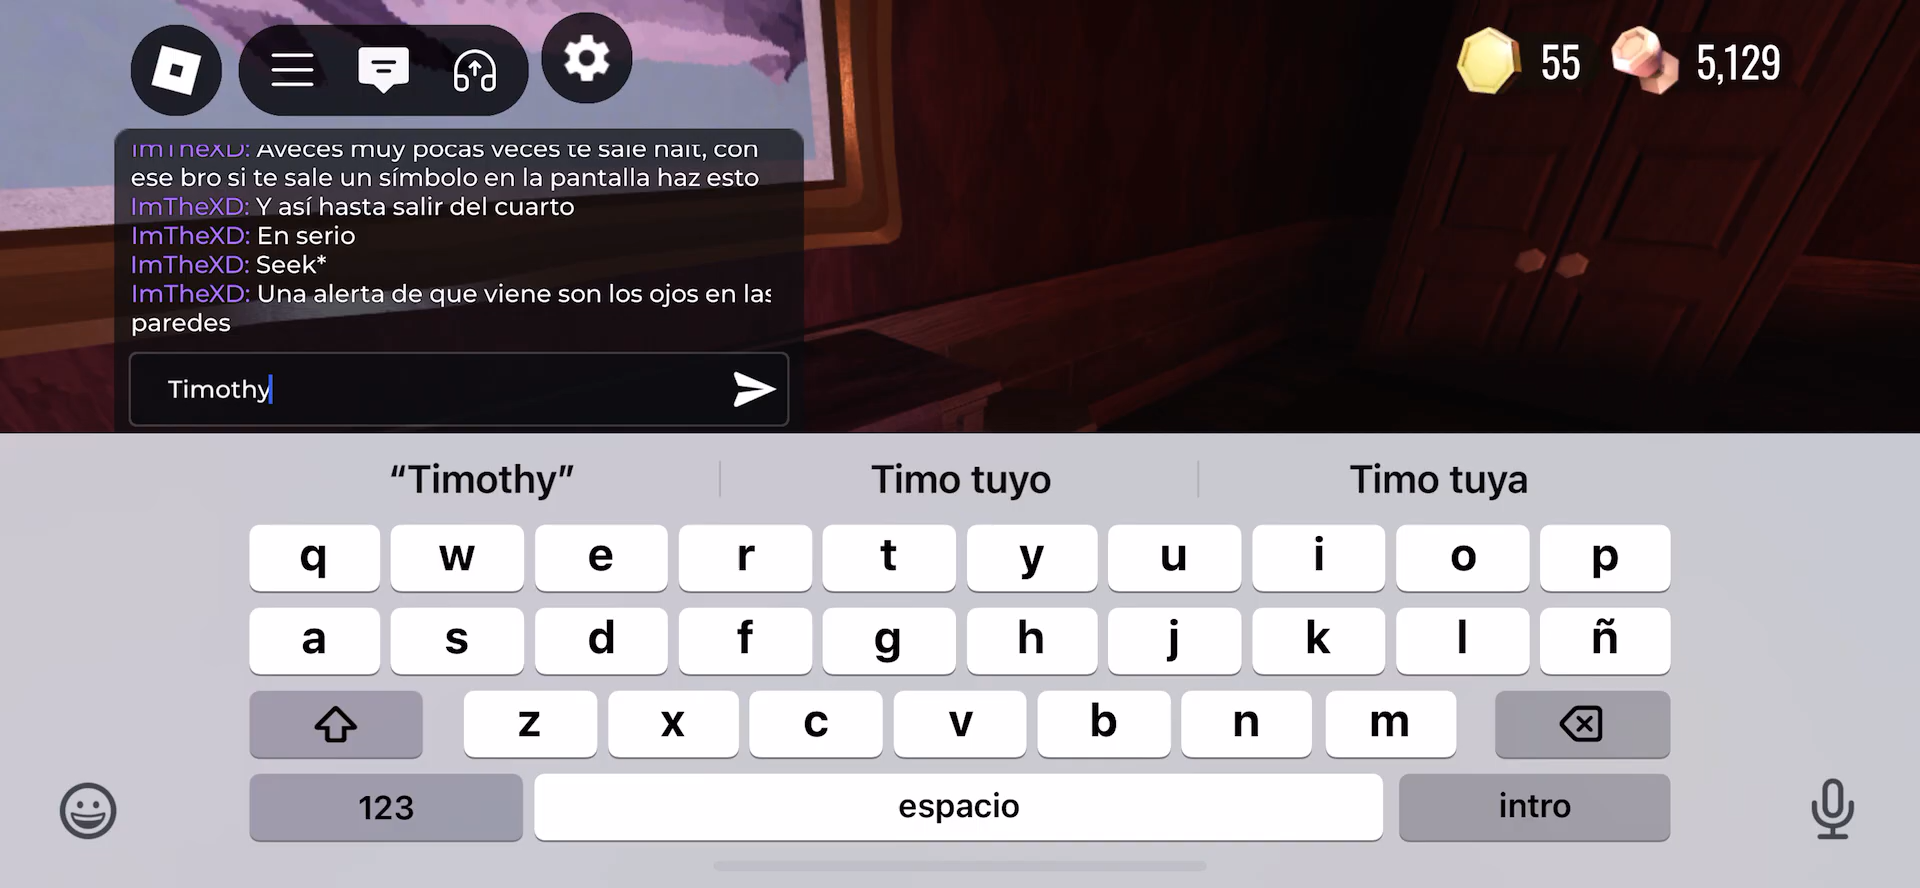 55
5,129
ImTheXD: Aveces muy pocas veces te sale halt, con
ese bro si te sale un símbolo en la pantalla haz esto
ImTheXD: Y así hasta salir del cuarto
ImTheXD: En serio
ImTheXD: Seek*
ImTheXD: Una alerta de que viene son los ojos en las
paredes
Timothy
“Timothy”
Timo tuyo
Timo tuya
q w e r t y u i o p
a s d f g h j k l ñ
z x c v b n m
123
espacio
intro